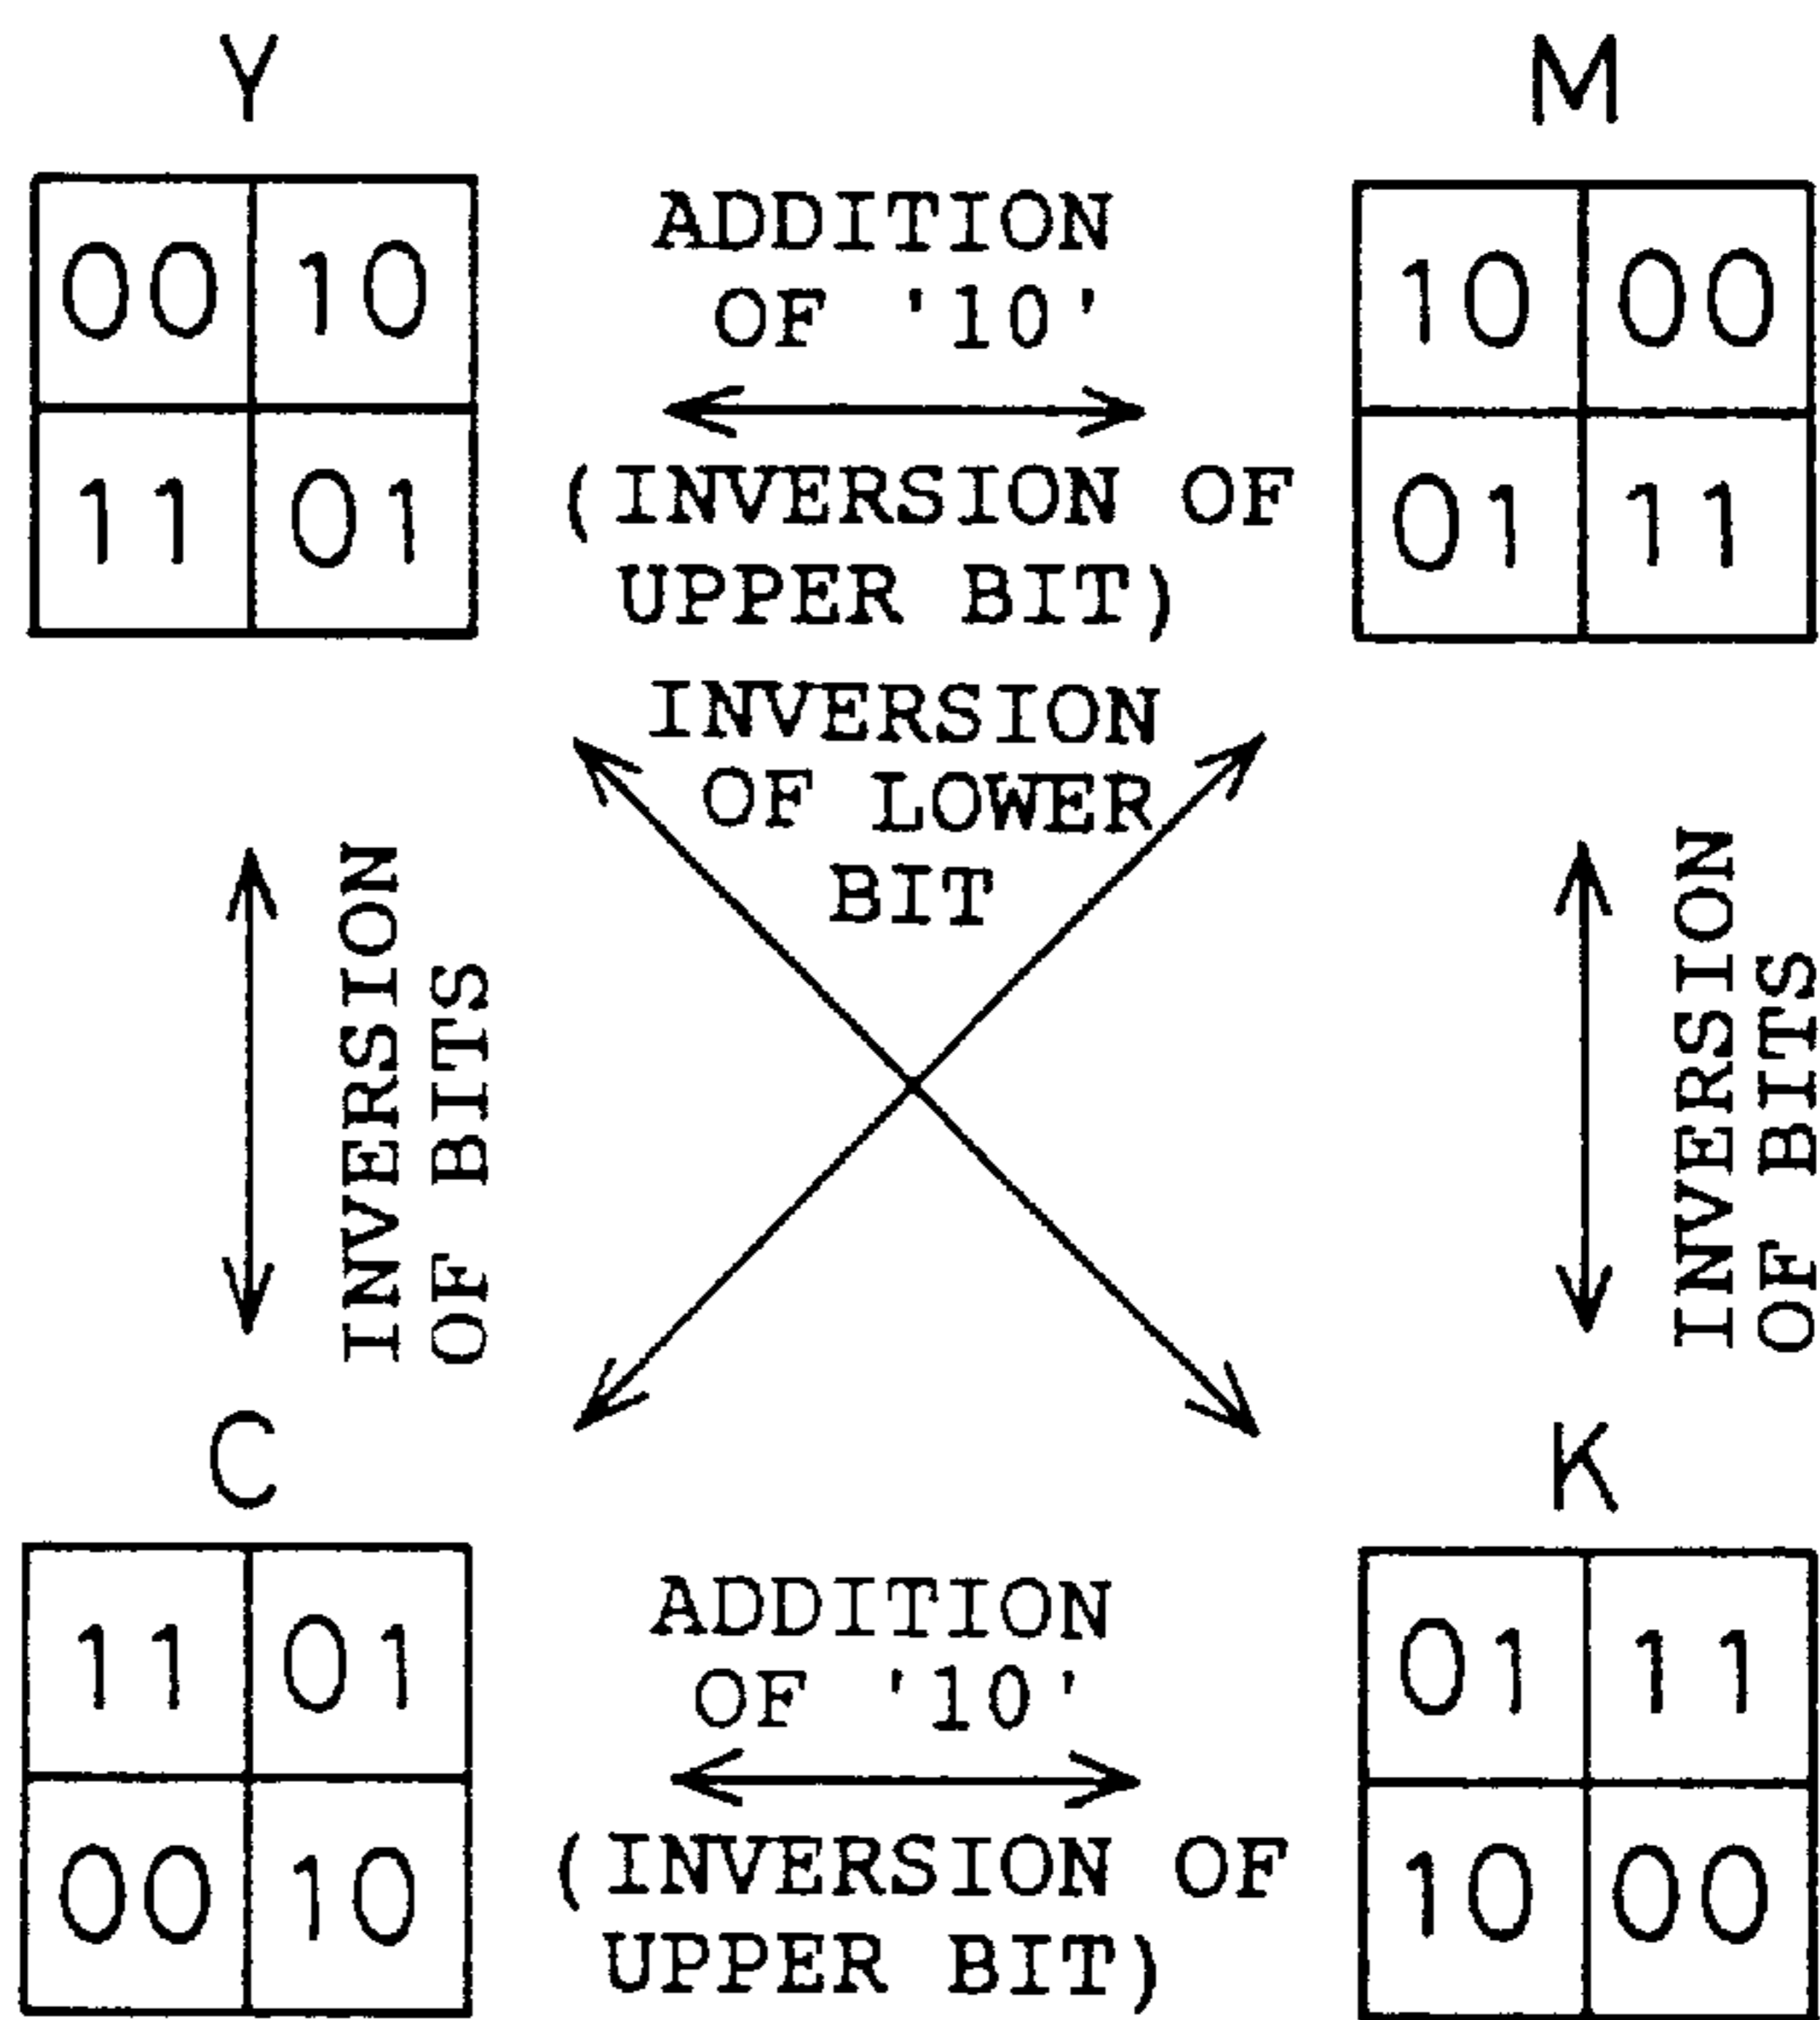 Y
M
00 10
11 01
ADDITION
OF '10'
(INVERSION OF
UPPER BIT)
10 00
01 11
INVERSION
OF LOWER
BIT
INVERSION
OF BITS
INVERSION
OF BITS
C
K
11 01
00 10
ADDITION
OF '10'
(INVERSION OF
UPPER BIT)
01 11
10 00